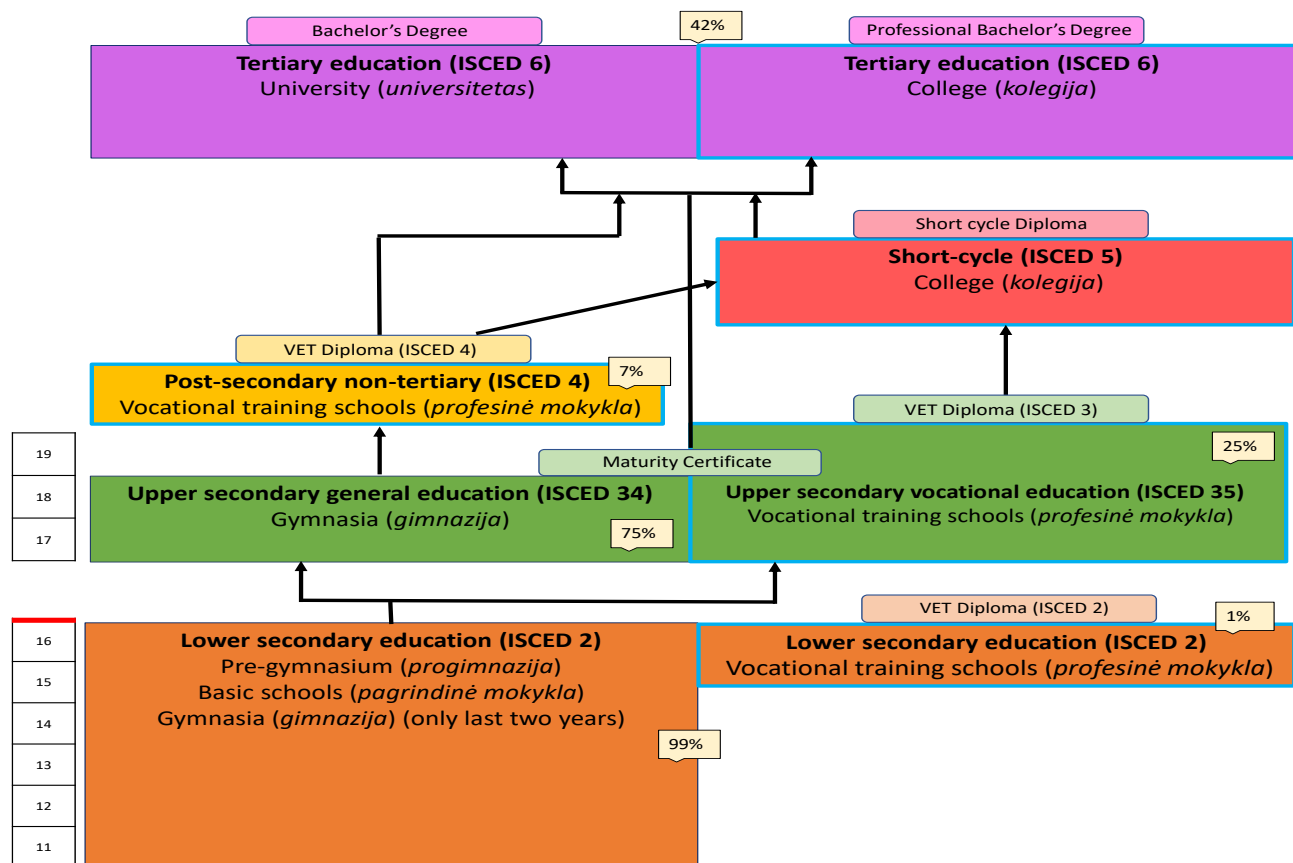 Bachelor's Degree
42%
Professional Bachelor's Degree
Tertiary education (ISCED 6)
University (universitetas)
Tertiary education (ISCED 6)
College (kolegija)
Short cycle Diploma
Short-cycle (ISCED 5)
College (kolegija)
VET Diploma (ISCED 4)
7%
Post-secondary non-tertiary (ISCED 4)
Vocational training schools (profesinė mokykla)
VET Diploma (ISCED 3)
25%
19
18
17
Maturity Certificate
Upper secondary general education (ISCED 34)
Gymnasia (gimnazija)
75%
Upper secondary vocational education (ISCED 35)
Vocational training schools (profesinė mokykla)
VET Diploma (ISCED 2)
1%
16
15
14
13
12
11
Lower secondary education (ISCED 2)
Pre-gymnasium (progimnazija)
Basic schools (pagrindinė mokykla)
Gymnasia (gimnazija) (only last two years)
99%
Lower secondary education (ISCED 2)
Vocational training schools (profesinė mokykla)